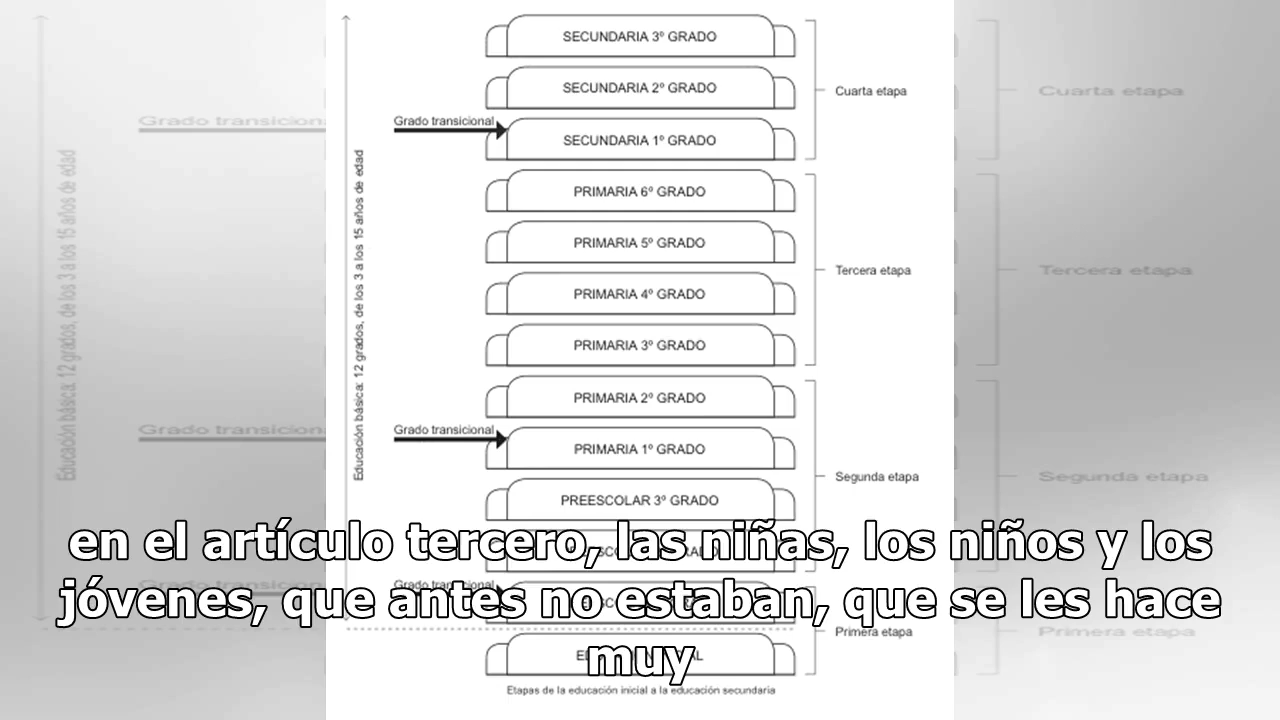 SECUNDARIA 3º GRADO
SECUNDARIA 2º GRADO
Cuarta etapa
Grado transicional
SECUNDARIA 1º GRADO
PRIMARIA 6º GRADO
PRIMARIA 5º GRADO
Tercera etapa
PRIMARIA 4º GRADO
PRIMARIA 3º GRADO
PRIMARIA 2º GRADO
Grado transicional
PRIMARIA 1º GRADO
Segunda etapa
PREESCOLAR 3º GRADO
Grado transicional
Primera etapa
Etapas de la educación inicial a la educación secundaria
Educación básica: 12 grados, de los 3 a los 15 años de edad
en el artículo tercero, las niñas, los niños y los
jóvenes, que antes no estaban, que se les hace
muy